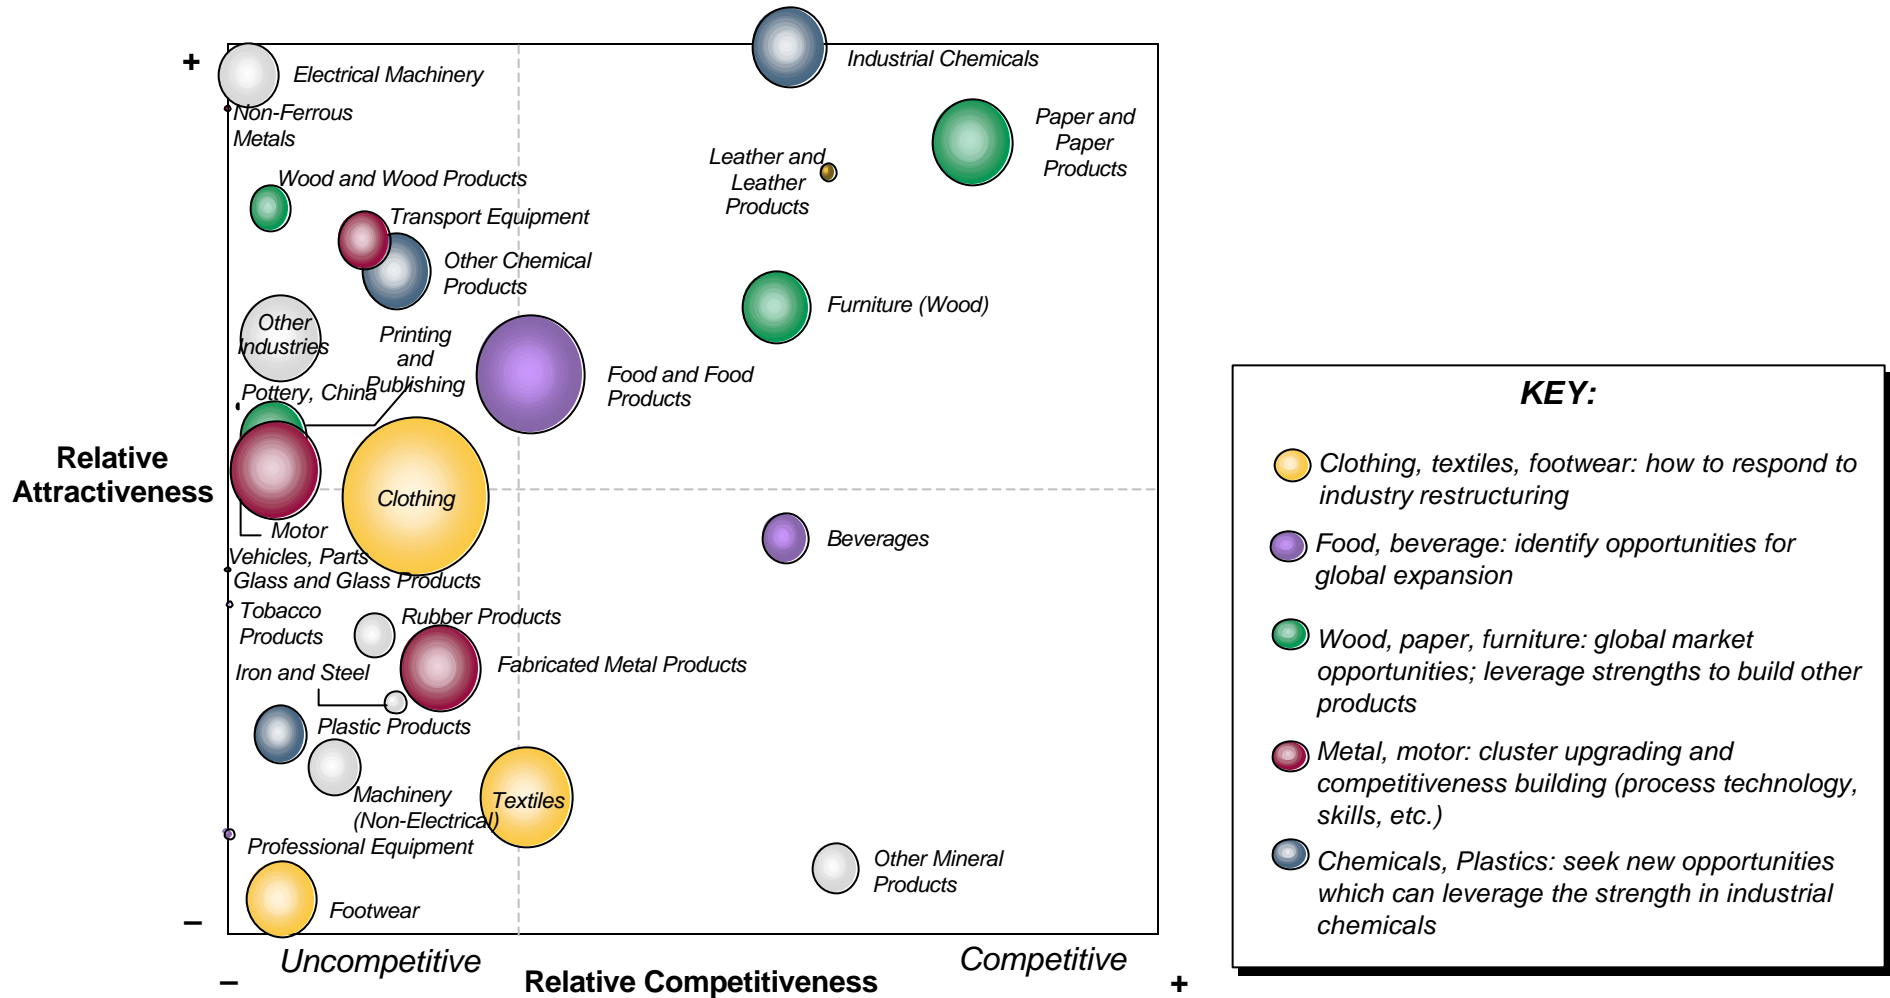 +
Electrical Machinery
Industrial Chemicals
Non-Ferrous
Metals
Paper and
Paper
Products
Leather and
Leather
Products
Wood and Wood Products
Transport Equipment
Other Chemical
Products
Furniture (Wood)
Other
Industries
Printing
and
Publishing
Pottery, China
Food and Food
Products
Relative
Attractiveness
Clothing
Motor
Vehicles, Parts
Glass and Glass Products
Beverages
Tobacco
Products
Rubber Products
Fabricated Metal Products
Iron and Steel
Plastic Products
Machinery
(Non-Electrical)
Textiles
Professional Equipment
Other Mineral
Products
Footwear
–
Uncompetitive
Competitive
–
Relative Competitiveness
+
KEY:
Clothing, textiles, footwear: how to respond to
industry restructuring
Food, beverage: identify opportunities for
global expansion
Wood, paper, furniture: global market
opportunities; leverage strengths to build other
products
Metal, motor: cluster upgrading and
competitiveness building (process technology,
skills, etc.)
Chemicals, Plastics: seek new opportunities
which can leverage the strength in industrial
chemicals